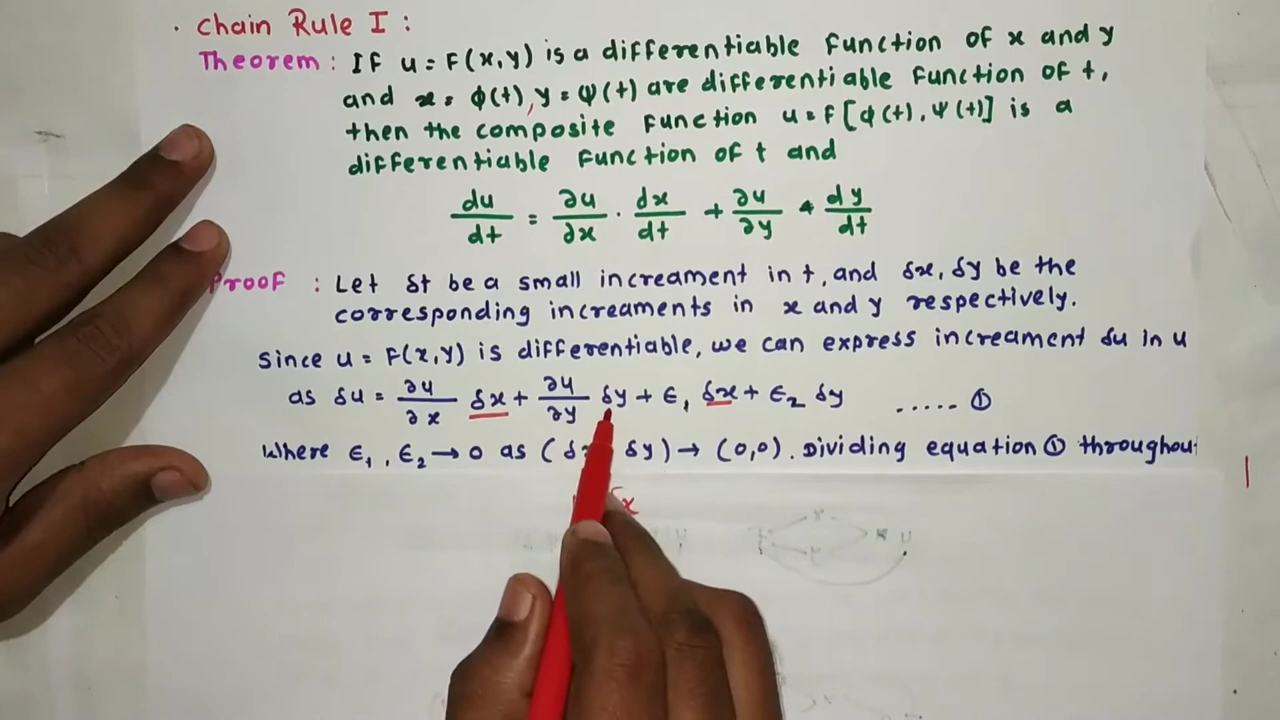 . Chain Rule I :
Theorem : If u = F(x,y) is a differentiable function of x and y
and x = ϕ(t), y = ψ(t) are differentiable function of t,
then the composite function u = F[ϕ(t), ψ(t)] is a
differentiable function of t and
du/dt = ∂u/∂x · dx/dt + ∂u/∂y · dy/dt
Proof : Let δt be a small increament in t, and δx, δy be the
corresponding increaments in x and y respectively.
Since u = F(x,y) is differentiable, we can express increament δu in u
as δu = ∂u/∂x δx + ∂u/∂y δy + ϵ₁ δx + ϵ₂ δy ..... ①
Where ϵ₁, ϵ₂ → 0 as (δx, δy) → (0,0). Dividing equation ① throughout